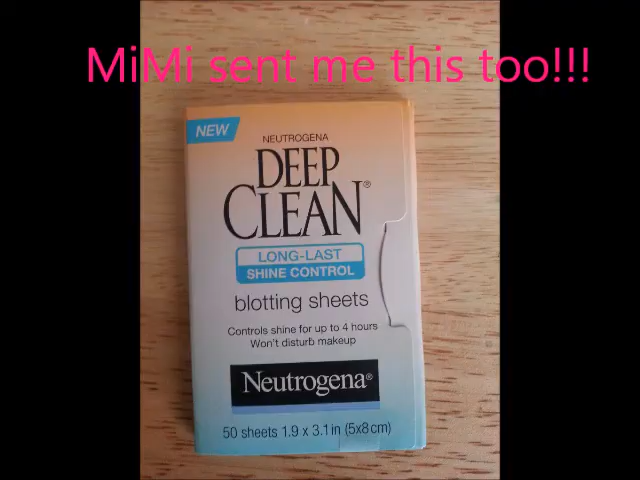 MiMi sent me this too!!!
NEW
NEUTROGENA
DEEP
CLEAN®
LONG-LAST
SHINE CONTROL
blotting sheets
Controls shine for up to 4 hours
Won't disturb makeup
Neutrogena®
50 sheets 1.9 x 3.1 in (5x8 cm)